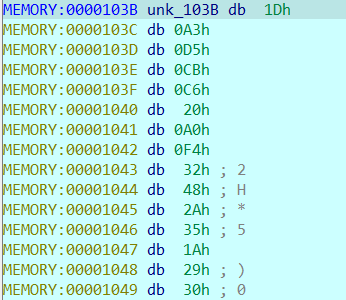 MEMORY:0000103B unk_103B db 1Dh
MEMORY:0000103C db 0A3h
MEMORY:0000103D db 0D5h
MEMORY:0000103E db 0CBh
MEMORY:0000103F db 0C6h
MEMORY:00001040 db 20h
MEMORY:00001041 db 0A0h
MEMORY:00001042 db 0F4h
MEMORY:00001043 db 32h ; 2
MEMORY:00001044 db 48h ; H
MEMORY:00001045 db 2Ah ; *
MEMORY:00001046 db 35h ; 5
MEMORY:00001047 db 1Ah
MEMORY:00001048 db 29h ; )
MEMORY:00001049 db 30h ; 0